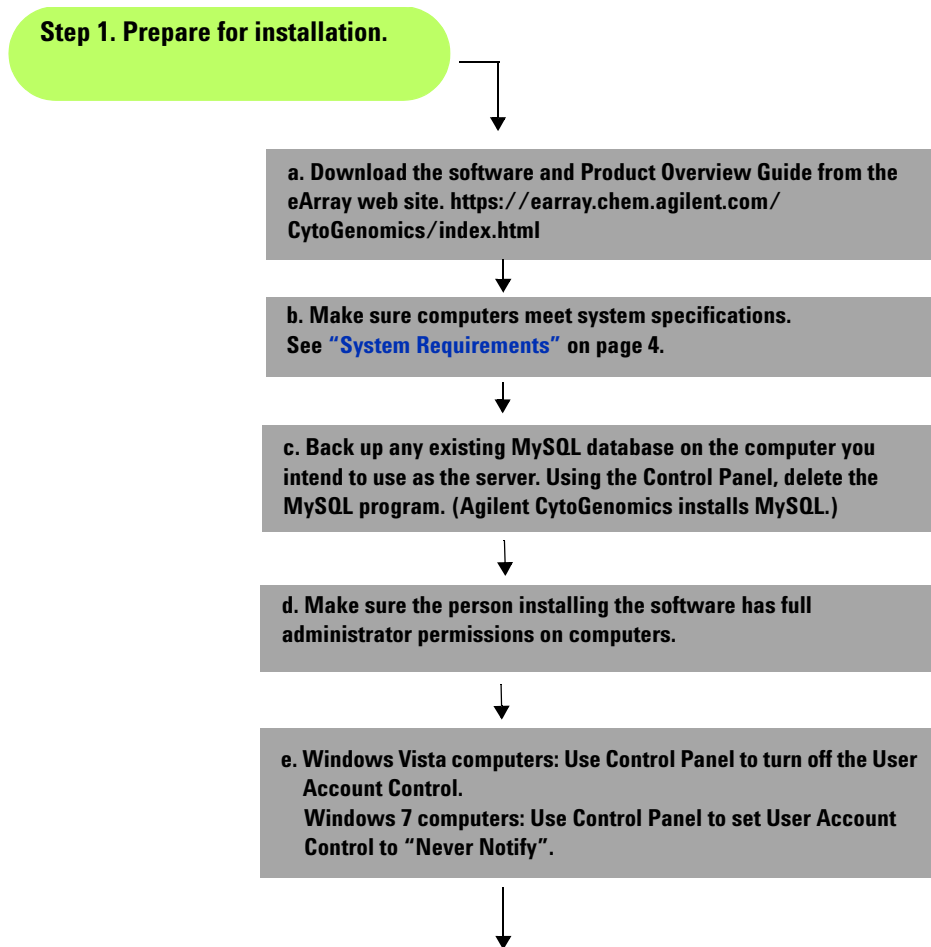 Step 1. Prepare for installation.
a. Download the software and Product Overview Guide from the
eArray web site. https://earray.chem.agilent.com/
CytoGenomics/index.html
b. Make sure computers meet system specifications.
See “System Requirements” on page 4.
c. Back up any existing MySQL database on the computer you
intend to use as the server. Using the Control Panel, delete the
MySQL program. (Agilent CytoGenomics installs MySQL.)
d. Make sure the person installing the software has full
administrator permissions on computers.
e. Windows Vista computers: Use Control Panel to turn off the User
Account Control.
Windows 7 computers: Use Control Panel to set User Account
Control to “Never Notify”.